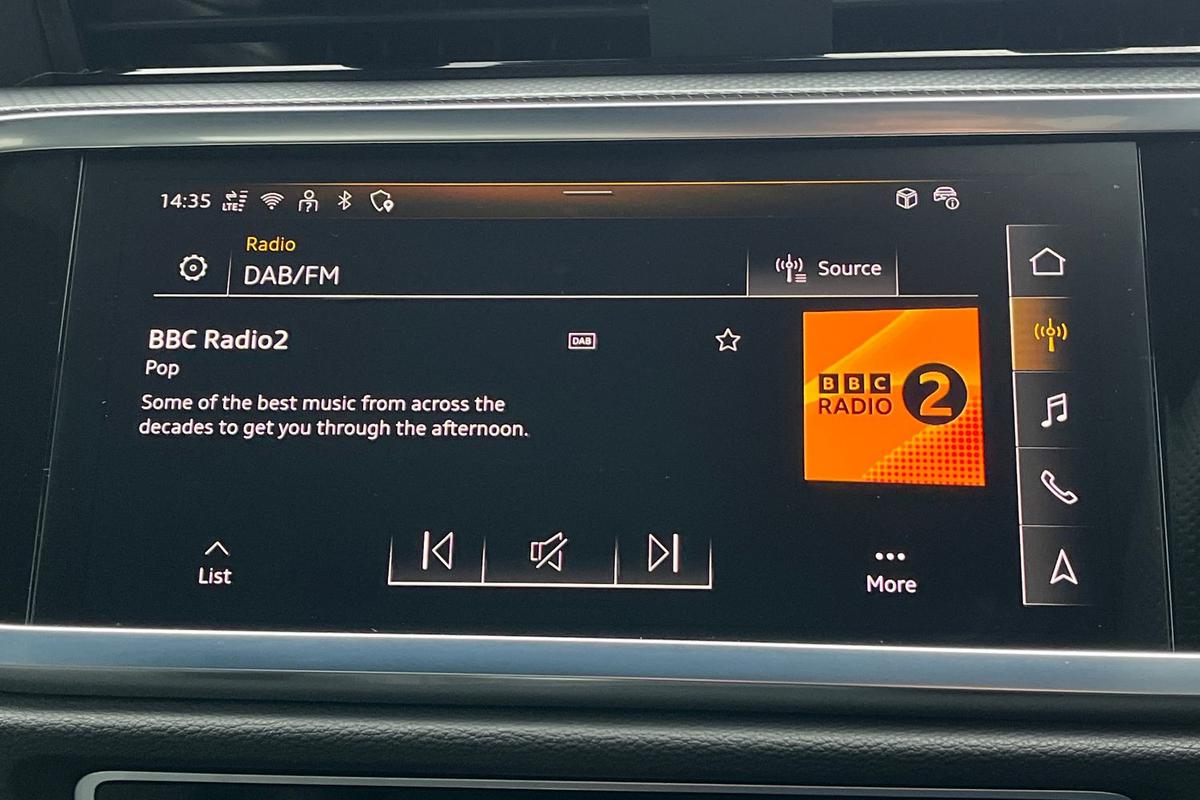 14:35
LTE
Radio
DAB/FM
Source
BBC Radio2
DAB
Pop
Some of the best music from across the
decades to get you through the afternoon.
BBC
RADIO 2
List
More